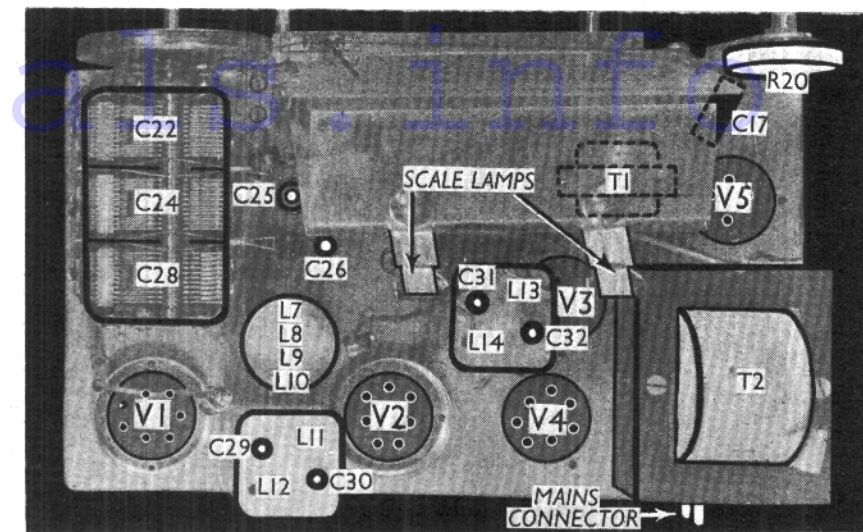 als.info
R20
C22
C17
C24
C25
SCALE LAMPS
T1
V5
C26
C28
C31
L13
V3
L7
L8
L9
L10
L14
C32
T2
V1
V2
V4
C29
L11
L12
C30
MAINS
CONNECTOR